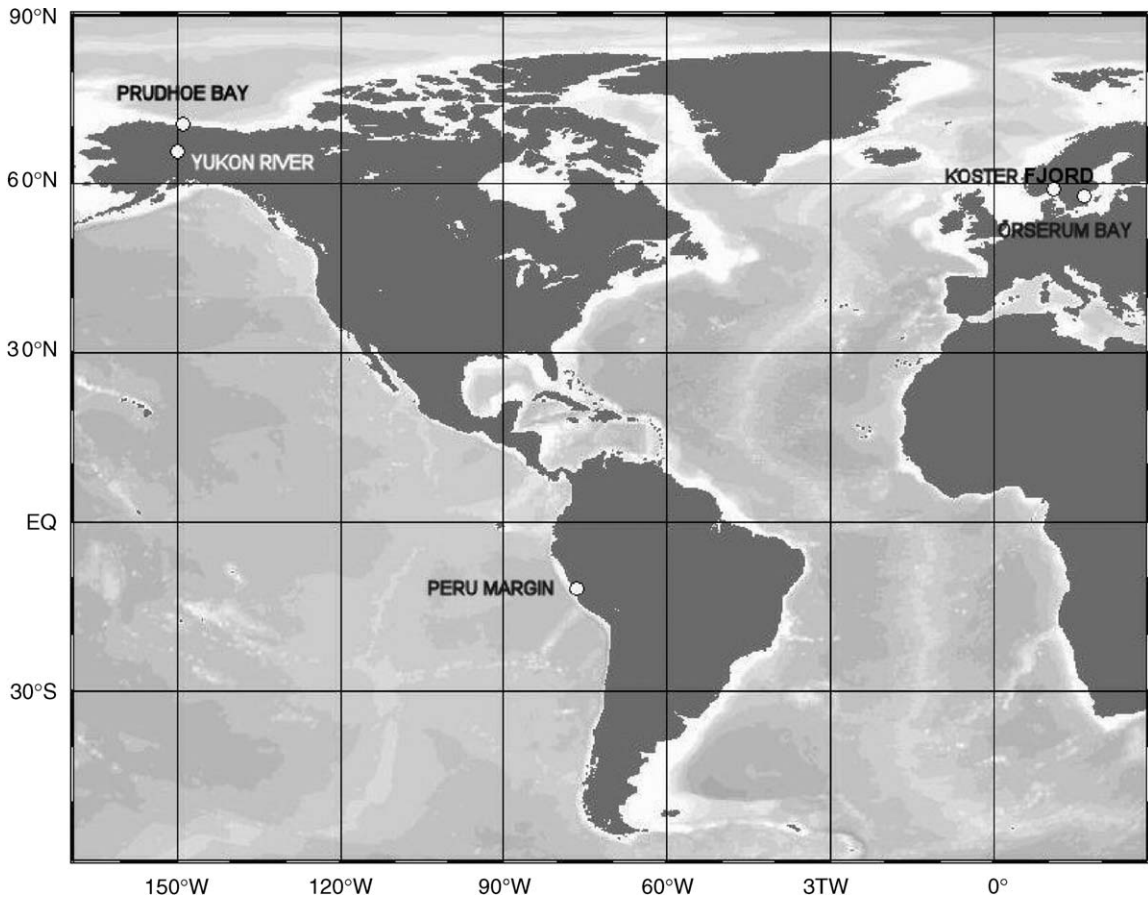 90°N
PRUDHOE BAY
YUKON RIVER
60°N
KOSTER FJORD
ÖRSERUM BAY
30°N
EQ
PERU MARGIN
30°S
150°W 120°W 90°W 60°W 3TW 0°